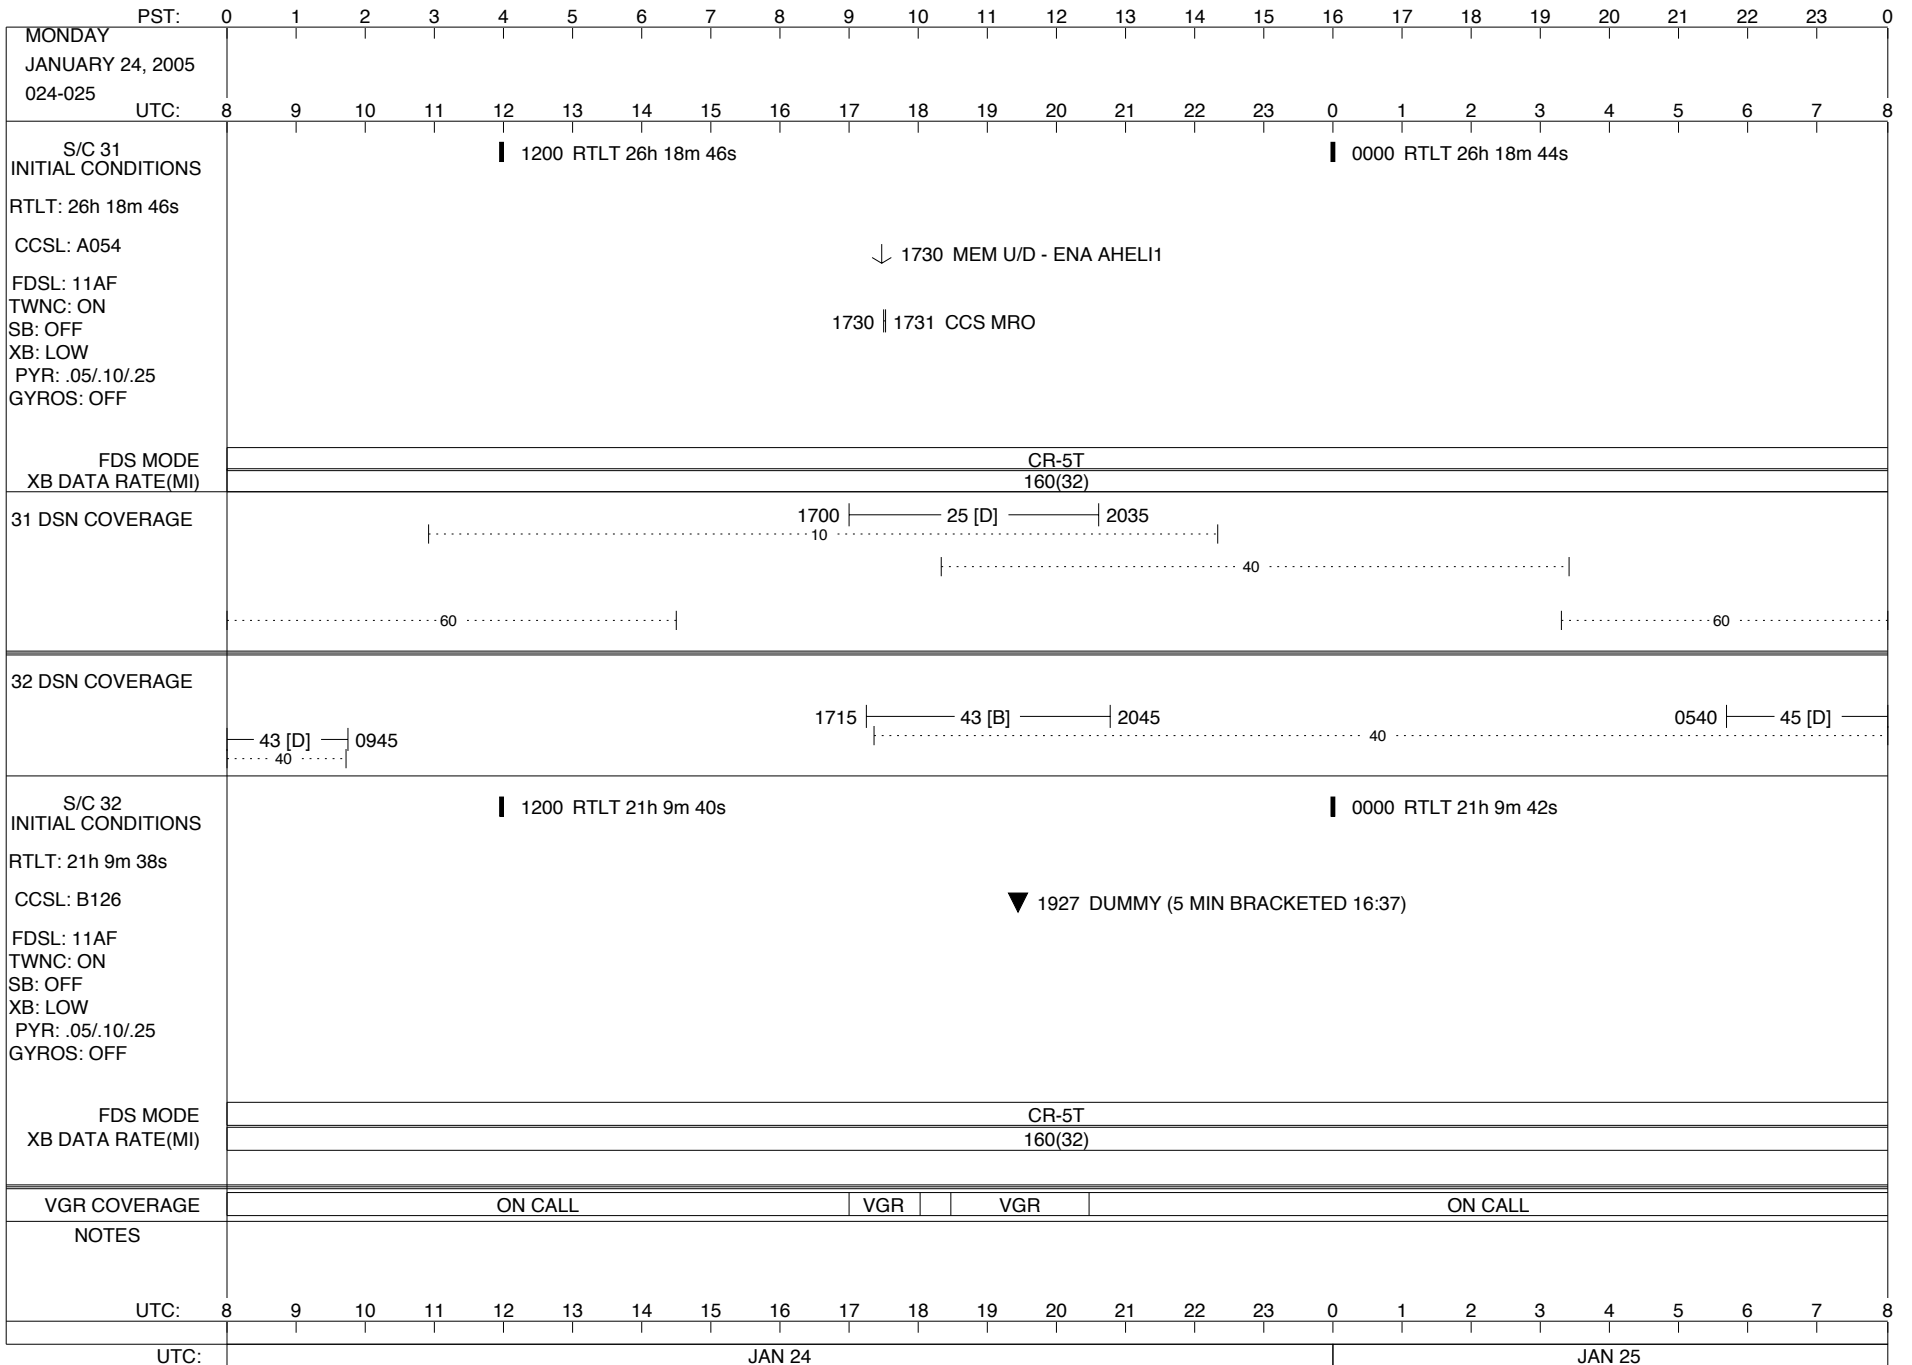 PST: 0 1 2 3 4 5 6 7 8 9 10 11 12 13 14 15 16 17 18 19 20 21 22 23 0
MONDAY
JANUARY 24, 2005
024-025
UTC: 8 9 10 11 12 13 14 15 16 17 18 19 20 21 22 23 0 1 2 3 4 5 6 7 8
S/C 31
INITIAL CONDITIONS
1200 RTLT 26h 18m 46s
0000 RTLT 26h 18m 44s
RTLT: 26h 18m 46s
CCSL: A054
1730 MEM U/D - ENA AHELI1
FDSL: 11AF
TWNC: ON
SB: OFF
1730 1731 CCS MRO
XB: LOW
PYR: .05/.10/.25
GYROS: OFF
FDS MODE CR-5T
XB DATA RATE(MI) 160(32)
31 DSN COVERAGE
1700 25 [D] 2035
10
40
60 60
32 DSN COVERAGE
1715 43 [B] 2045
0540 45 [D]
40
43 [D] 0945
40
S/C 32
INITIAL CONDITIONS
1200 RTLT 21h 9m 40s
0000 RTLT 21h 9m 42s
RTLT: 21h 9m 38s
CCSL: B126
1927 DUMMY (5 MIN BRACKETED 16:37)
FDSL: 11AF
TWNC: ON
SB: OFF
XB: LOW
PYR: .05/.10/.25
GYROS: OFF
FDS MODE CR-5T
XB DATA RATE(MI) 160(32)
VGR COVERAGE ON CALL VGR VGR ON CALL
NOTES
UTC: 8 9 10 11 12 13 14 15 16 17 18 19 20 21 22 23 0 1 2 3 4 5 6 7 8
UTC: JAN 24 JAN 25